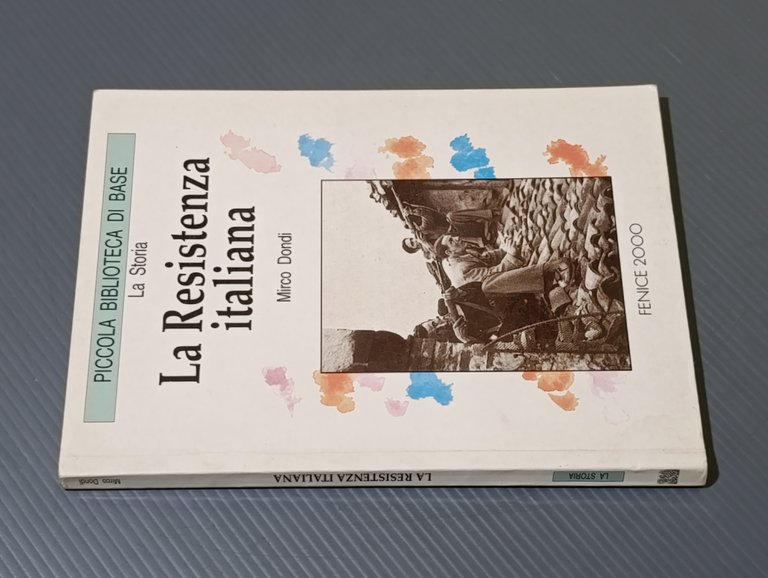 PICCOLA BIBLIOTECA DI BASE
La Storia
La Resistenza
italiana
Mirco Dondi
FENICE 2000
Mirco Dondi
LA RESISTENZA ITALIANA
LA STORIA